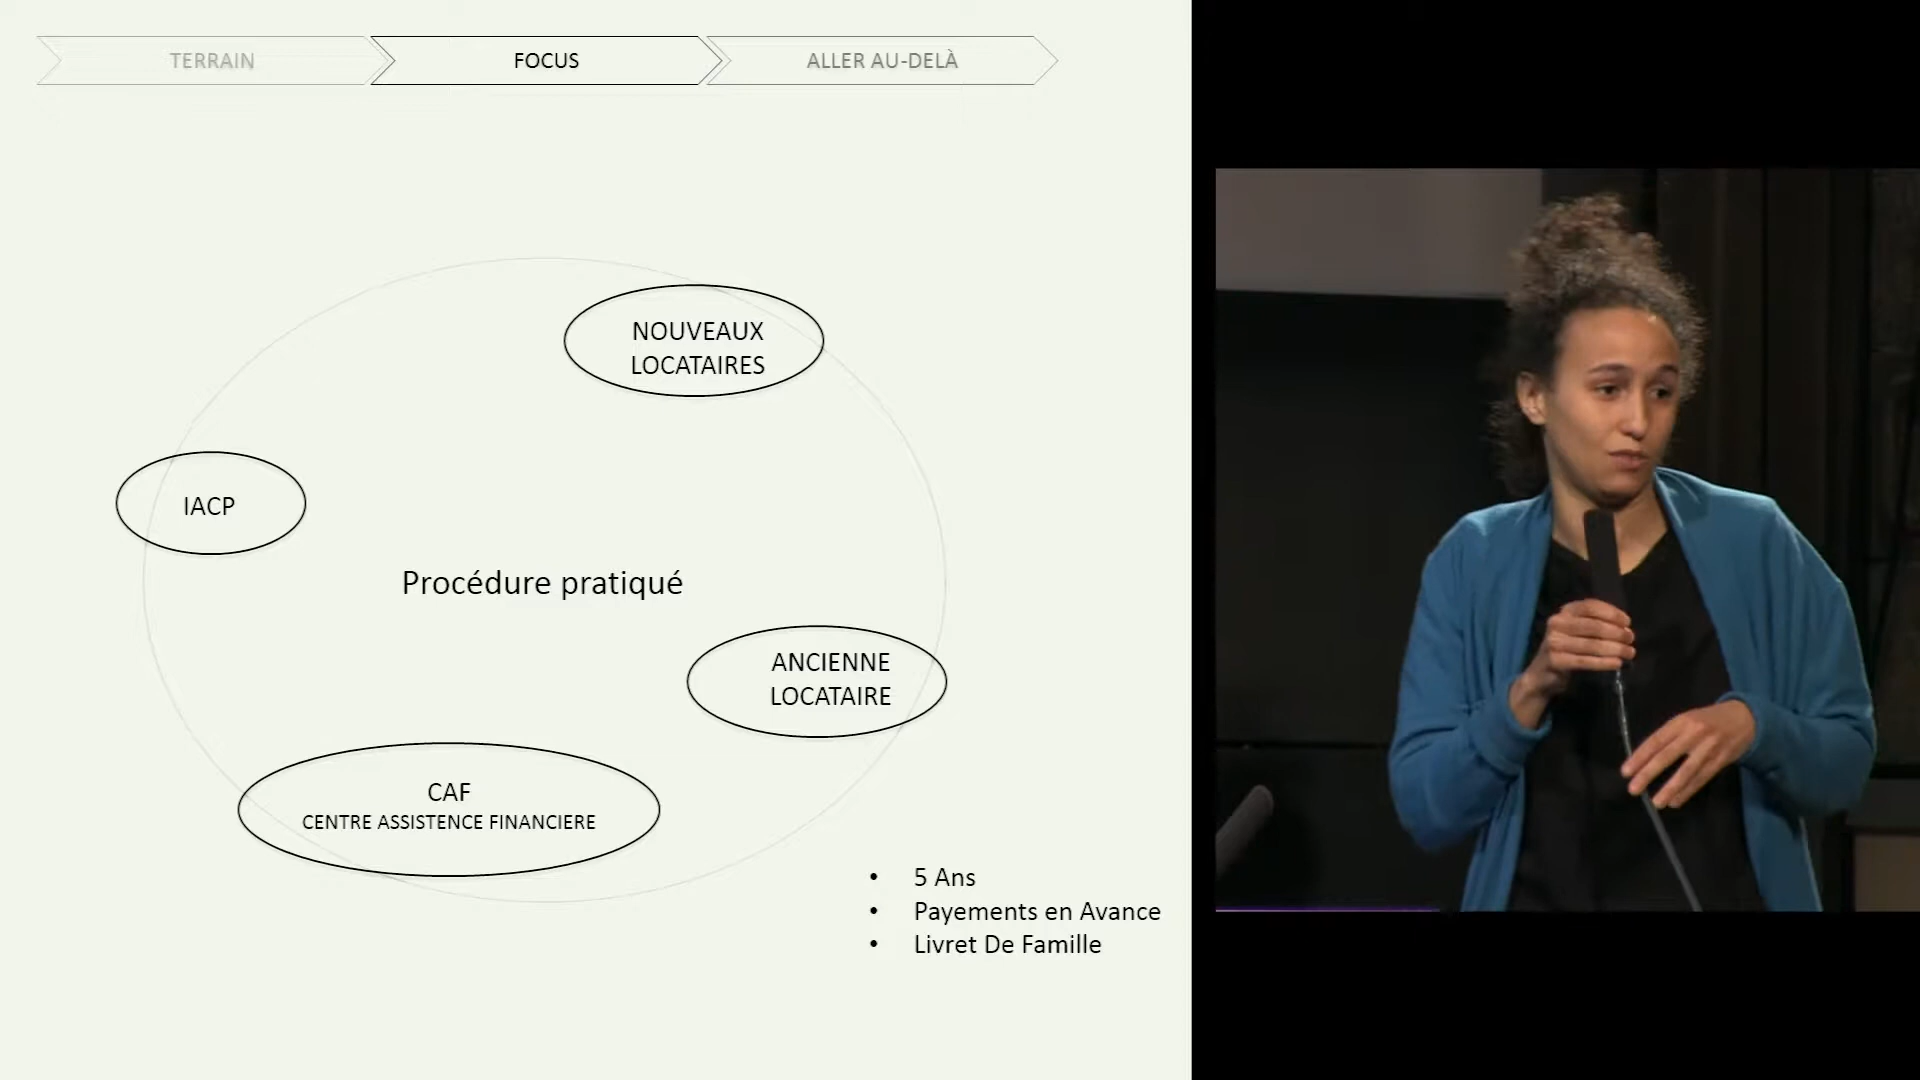 TERRAIN
FOCUS
ALLER AU-DELÀ
NOUVEAUX
LOCATAIRES
IACP
Procédure pratiqué
ANCIENNE
LOCATAIRE
CAF
CENTRE ASSISTENCE FINANCIERE
• 5 Ans
• Payements en Avance
• Livret De Famille